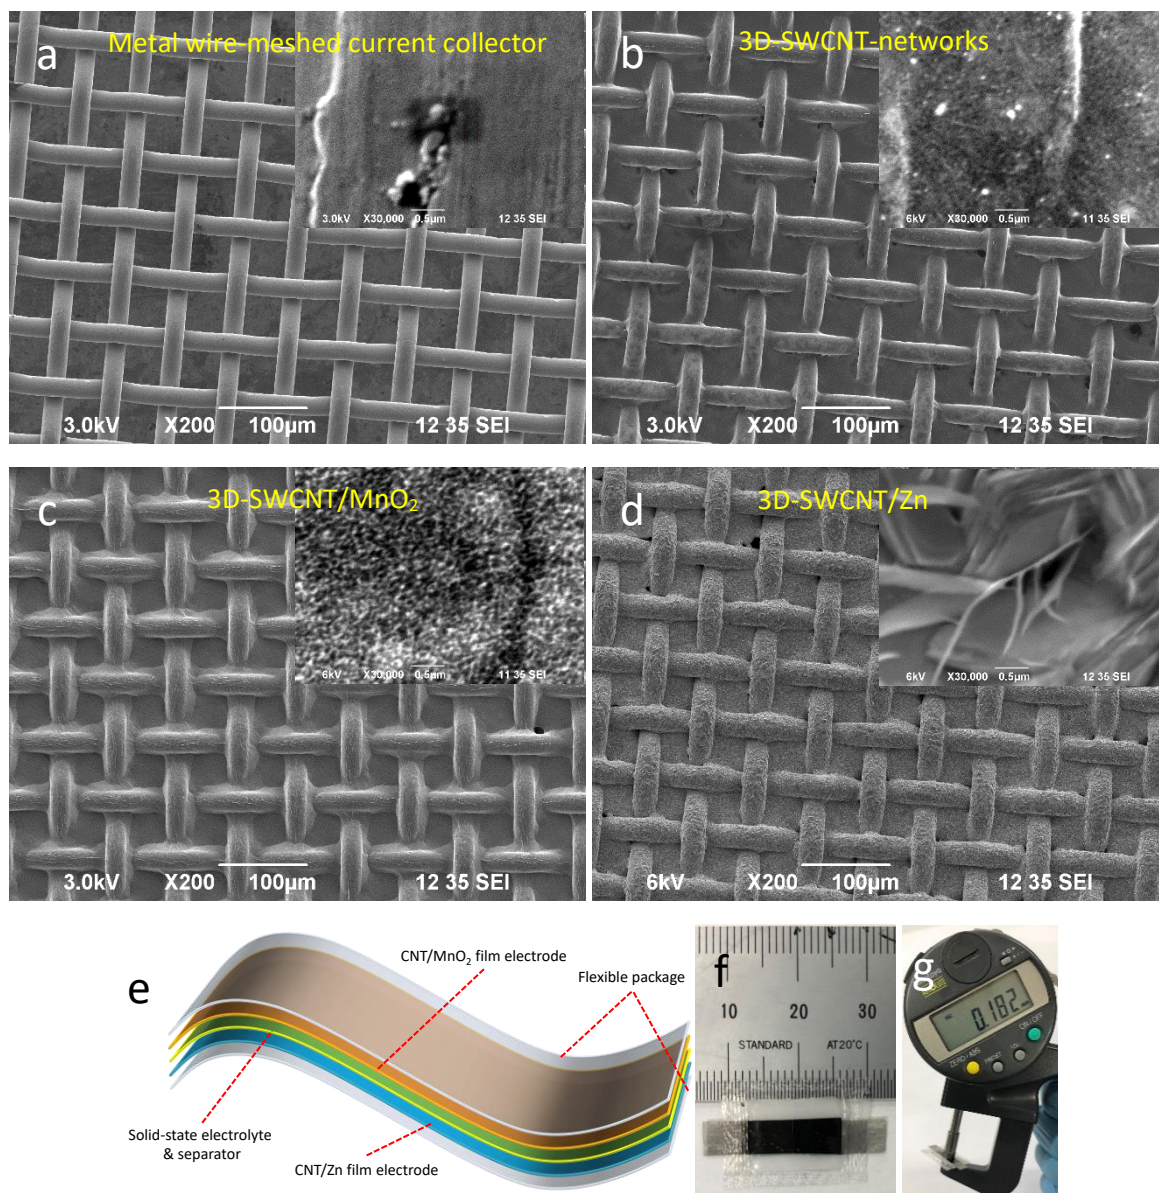 a
Metal wire-meshed current collector
3.0kV X30,000 0.5μm 12 35 SEI
3.0kV X200 100μm 12 35 SEI
b
3D-SWCNT-networks
6kV X30,000 0.5μm 11 35 SEI
3.0kV X200 100μm 12 35 SEI
c
3D-SWCNT/MnO₂
6kV X30,000 0.5μm 11 35 SEI
3.0kV X200 100μm 12 35 SEI
d
3D-SWCNT/Zn
6kV X30,000 0.5μm 12 35 SEI
6kV X200 100μm 12 35 SEI
e
CNT/MnO₂ film electrode
Flexible package
Solid-state electrolyte
& separator
CNT/Zn film electrode
f
10 20 30
STANDARD AT20°C
g
0.182
ON/OFF
ZERO/ABS